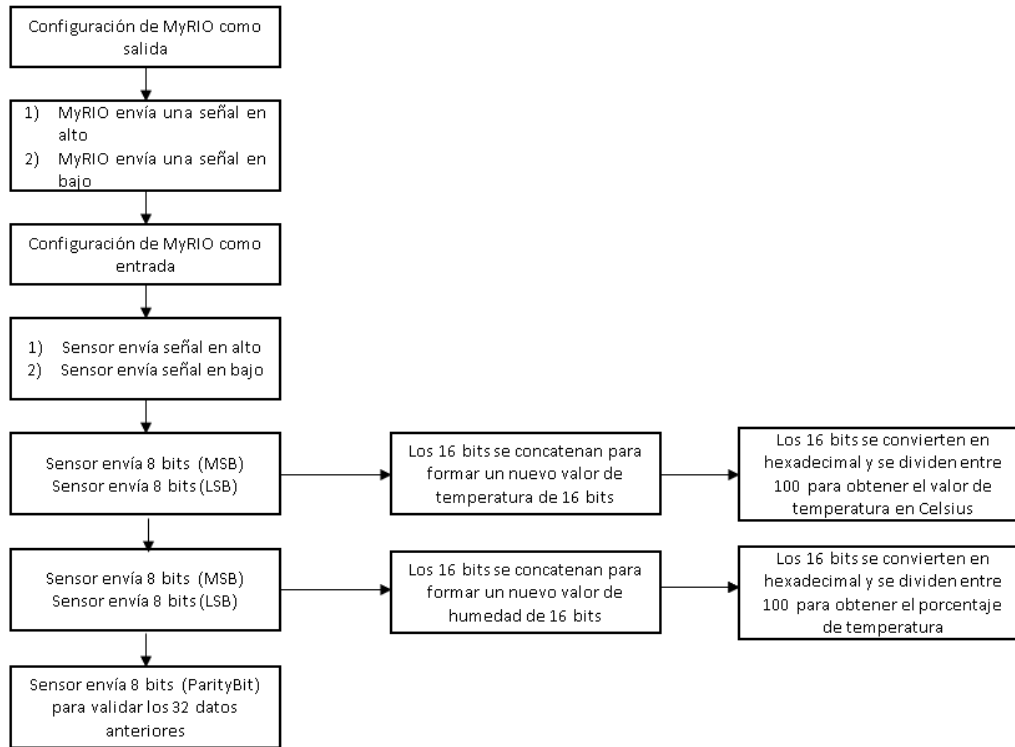 Configuración de MyRIO como
salida
1) MyRIO envía una señal en
alto
2) MyRIO envía una señal en
bajo
Configuración de MyRIO como
entrada
1) Sensor envía señal en alto
2) Sensor envía señal en bajo
Sensor envía 8 bits (MSB)
Sensor envía 8 bits (LSB)
Los 16 bits se concatenan para
formar un nuevo valor de
temperatura de 16 bits
Los 16 bits se convierten en
hexadecimal y se dividen entre
100 para obtener el valor de
temperatura en Celsius
Sensor envía 8 bits (MSB)
Sensor envía 8 bits (LSB)
Los 16 bits se concatenan para
formar un nuevo valor de
humedad de 16 bits
Los 16 bits se convierten en
hexadecimal y se dividen entre
100 para obtener el porcentaje
de temperatura
Sensor envía 8 bits (ParityBit)
para validar los 32 datos
anteriores